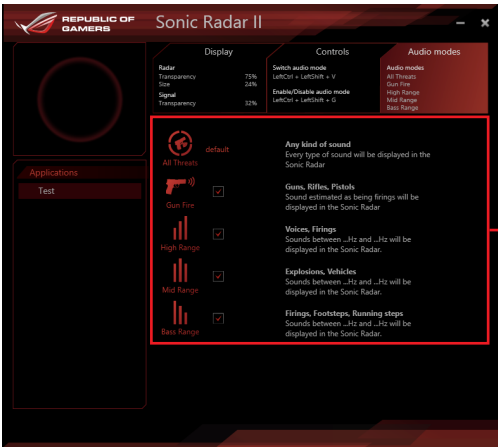 REPUBLIC OF
GAMERS
Sonic Radar II
Display
Radar
Transparency 75%
Size 24%
Signal
Transparency 32%
Controls
Switch audio mode
LeftCtrl + LeftShift + V
Enable/Disable audio mode
LeftCtrl + LeftShift + G
Audio modes
Audio modes
All Threats
Gun Fire
High Range
Mid Range
Bass Range
Applications
Test
All Threats
default
Any kind of sound
Every type of sound will be displayed in the
Sonic Radar
Gun Fire
Guns, Rifles, Pistols
Sound estimated as being firings will be
displayed in the Sonic Radar
High Range
Voices, Firings
Sounds between ...Hz and ...Hz will be
displayed in the Sonic Radar.
Mid Range
Explosions, Vehicles
Sounds between ...Hz and ...Hz will be
displayed in the Sonic Radar.
Bass Range
Firings, Footsteps, Running steps
Sounds between ...Hz and ...Hz will be
displayed in the Sonic Radar.